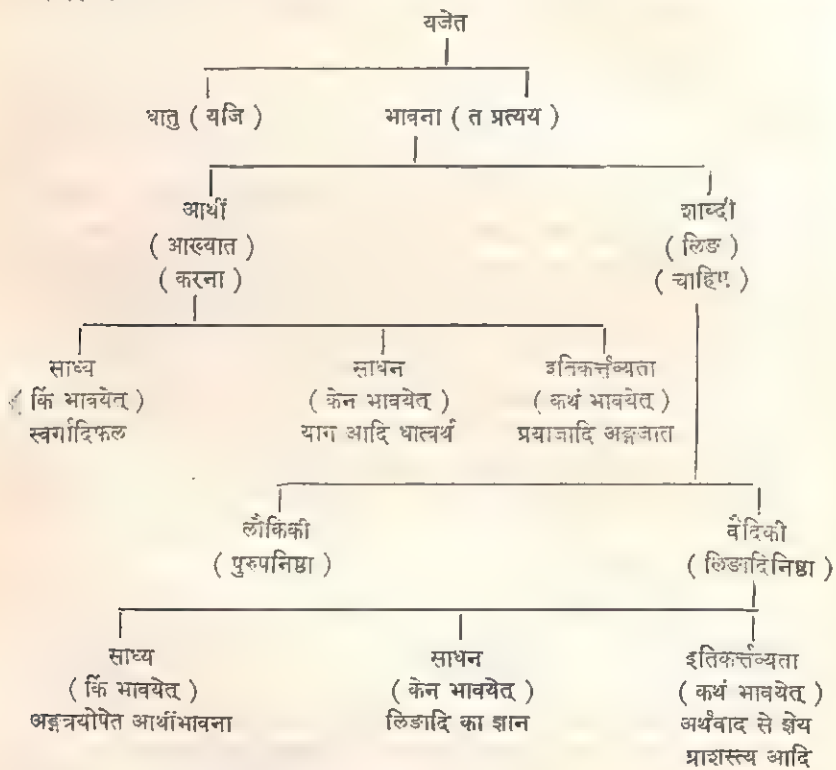 यजेत
धातु ( यजि ) भावना ( त प्रत्यय )
आर्थी शाब्दी
( आख्यात ) ( लिङ )
( करना ) ( चाहिए )
साध्य साधन इतिकर्त्तव्यता
( किं भावयेत् ) ( केन भावयेत् ) ( कथं भावयेत् )
स्वर्गादिफल याग आदि धात्वर्थ प्रयाजादि अङ्गजात
लौकिकी वैदिकी
( पुरुषनिष्ठा ) ( लिङादिनिष्ठा )
साध्य साधन इतिकर्त्तव्यता
( किं भावयेत् ) ( केन भावयेत् ) ( कथं भावयेत् )
अङ्गत्रयोपेत आर्थीभावना लिङादि का ज्ञान अर्थवाद से ज्ञेय
प्राशस्त्य आदि